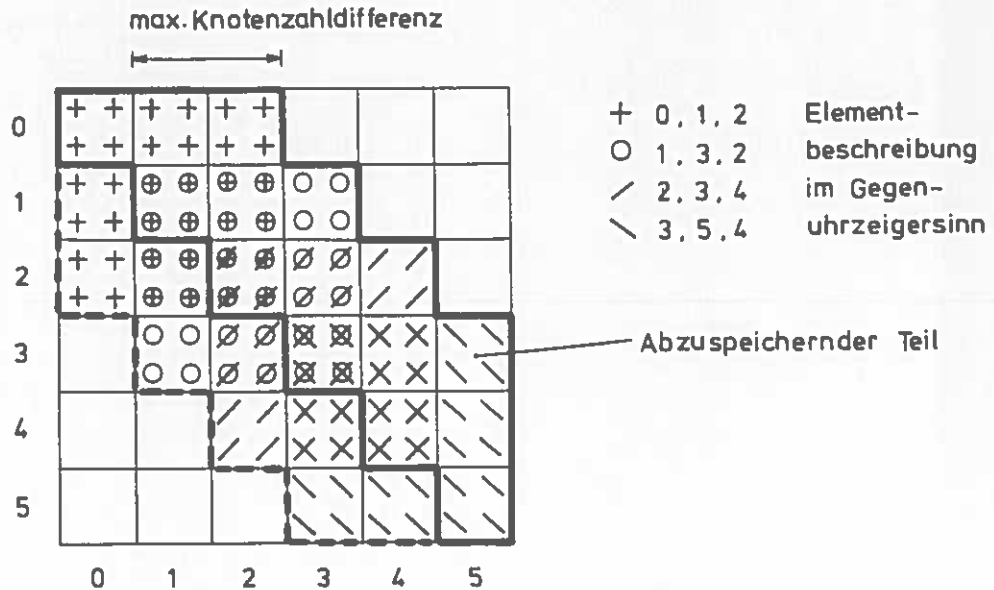 max. Knotenzahldifferenz
0
1
2
3
4
5
0 1 2 3 4 5
+ 0, 1, 2 Element-
O 1, 3, 2 beschreibung
/ 2, 3, 4 im Gegen-
\ 3, 5, 4 uhrzeigersinn
Abzuspeichernder Teil